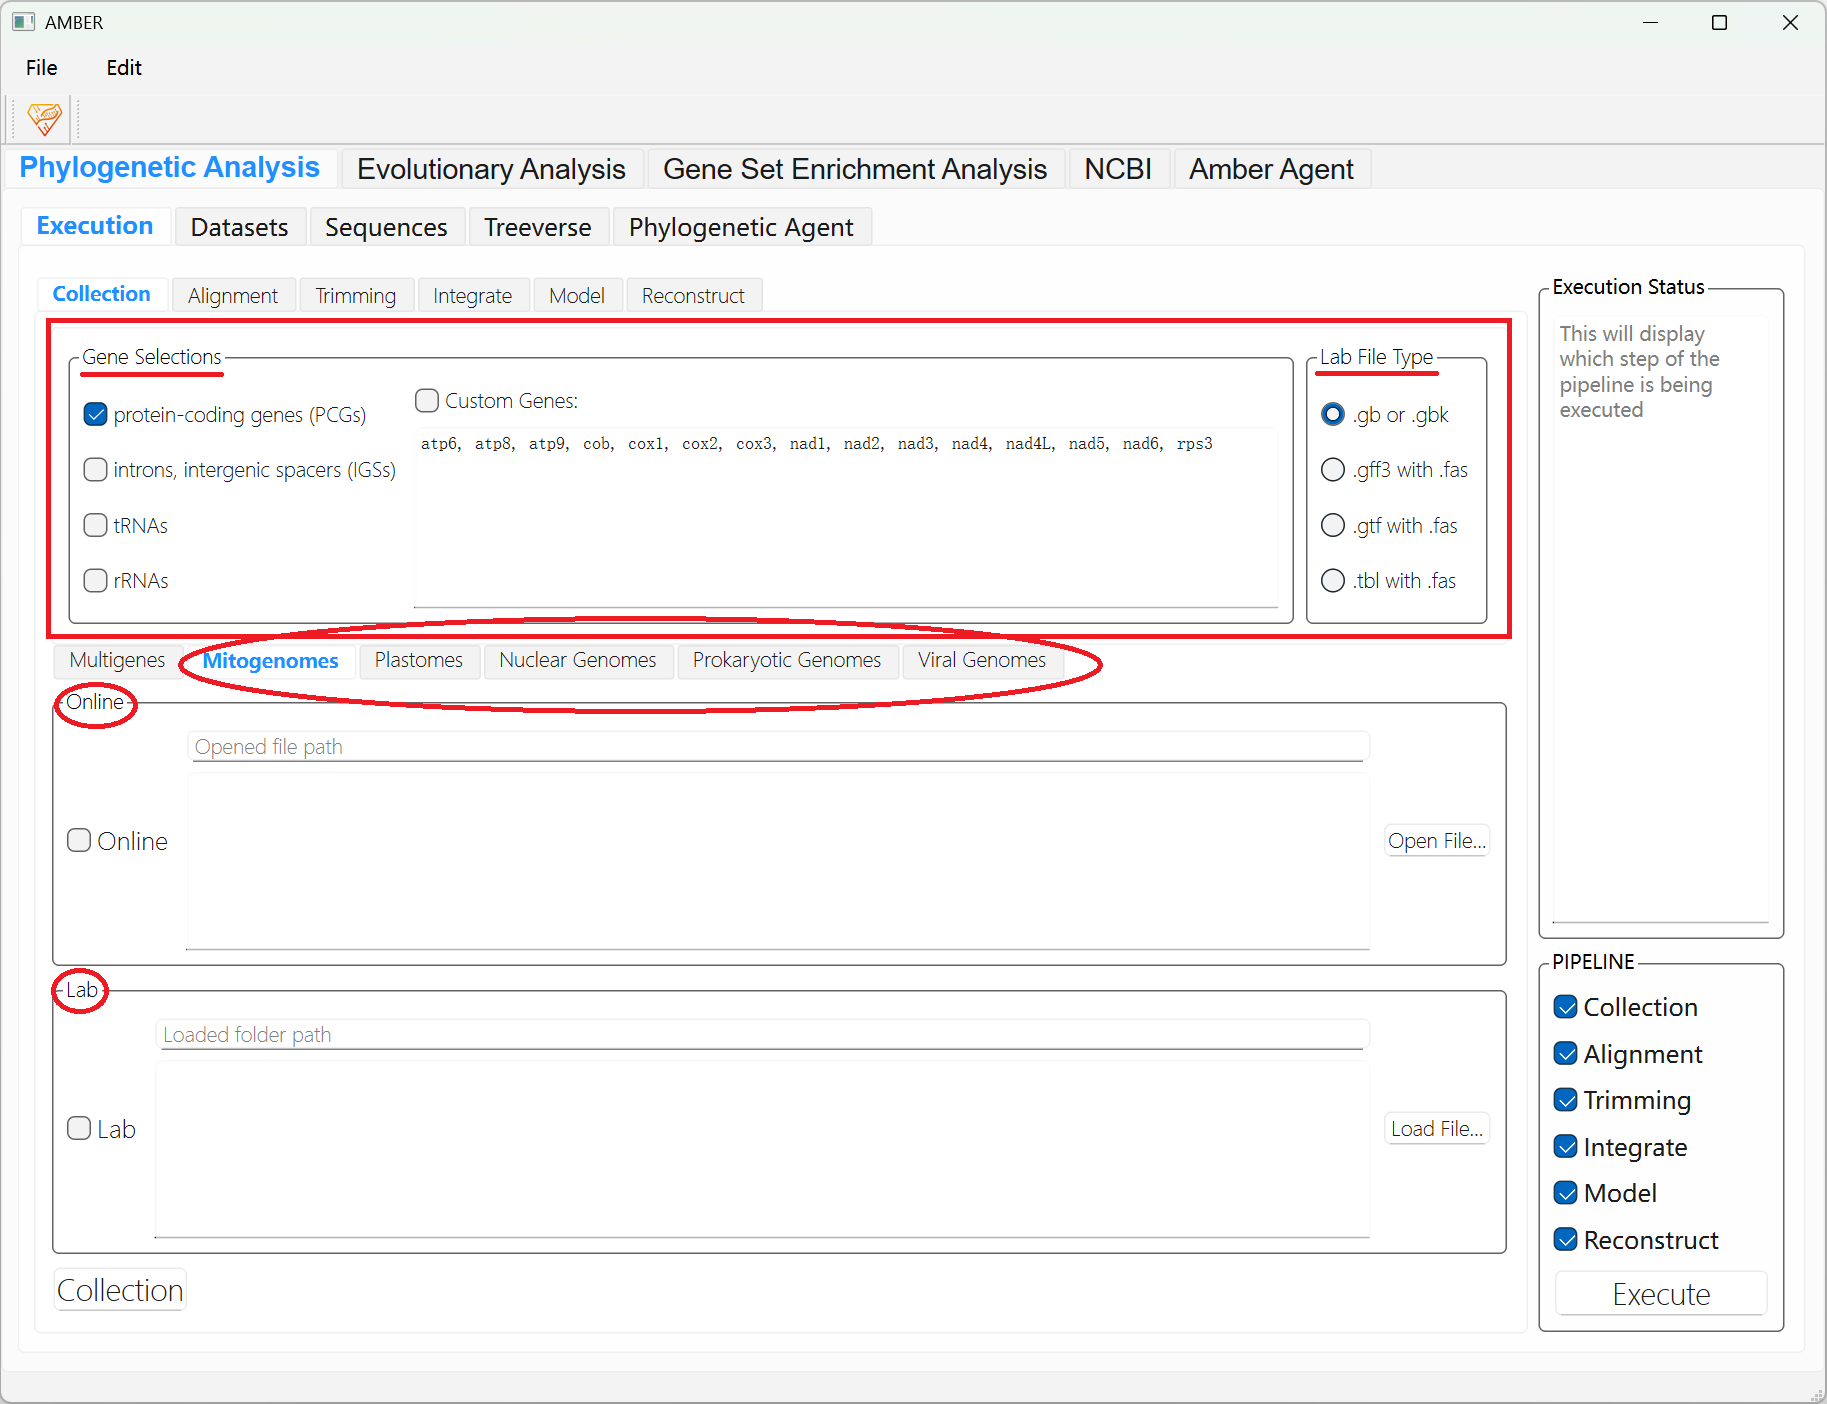 AMBER
File Edit
Phylogenetic Analysis Evolutionary Analysis Gene Set Enrichment Analysis NCBI Amber Agent
Execution Datasets Sequences Treeverse Phylogenetic Agent
Collection Alignment Trimming Integrate Model Reconstruct
Gene Selections
protein-coding genes (PCGs)
introns, intergenic spacers (IGSs)
tRNAs
rRNAs
Custom Genes:
atp6, atp8, atp9, cob, cox1, cox2, cox3, nad1, nad2, nad3, nad4, nad4L, nad5, nad6, rps3
Lab File Type
.gb or .gbk
.gff3 with .fas
.gtf with .fas
.tbl with .fas
Multigenes Mitogenomes Plastomes Nuclear Genomes Prokaryotic Genomes Viral Genomes
Online
Opened file path
Online
Open File...
Lab
Loaded folder path
Lab
Load File...
Collection
Execution Status
This will display
which step of the
pipeline is being
executed
PIPELINE
Collection
Alignment
Trimming
Integrate
Model
Reconstruct
Execute